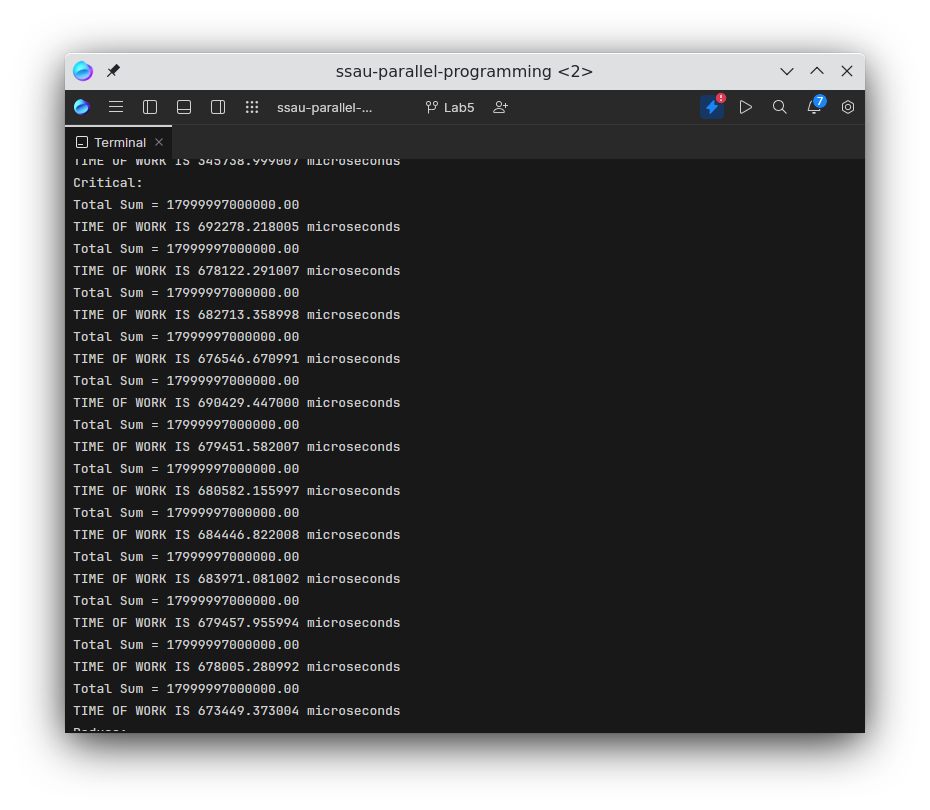 ssau-parallel-programming <2>
ssau-parallel-... Lab5 7
Terminal
TIME OF WORK IS 345738.999007 microseconds
Critical:
Total Sum = 17999997000000.00
TIME OF WORK IS 692278.218005 microseconds
Total Sum = 17999997000000.00
TIME OF WORK IS 678122.291007 microseconds
Total Sum = 17999997000000.00
TIME OF WORK IS 682713.358998 microseconds
Total Sum = 17999997000000.00
TIME OF WORK IS 676546.670991 microseconds
Total Sum = 17999997000000.00
TIME OF WORK IS 690429.447000 microseconds
Total Sum = 17999997000000.00
TIME OF WORK IS 679451.582007 microseconds
Total Sum = 17999997000000.00
TIME OF WORK IS 680582.155997 microseconds
Total Sum = 17999997000000.00
TIME OF WORK IS 684446.822008 microseconds
Total Sum = 17999997000000.00
TIME OF WORK IS 683971.081002 microseconds
Total Sum = 17999997000000.00
TIME OF WORK IS 679457.955994 microseconds
Total Sum = 17999997000000.00
TIME OF WORK IS 678005.280992 microseconds
Total Sum = 17999997000000.00
TIME OF WORK IS 673449.373004 microseconds